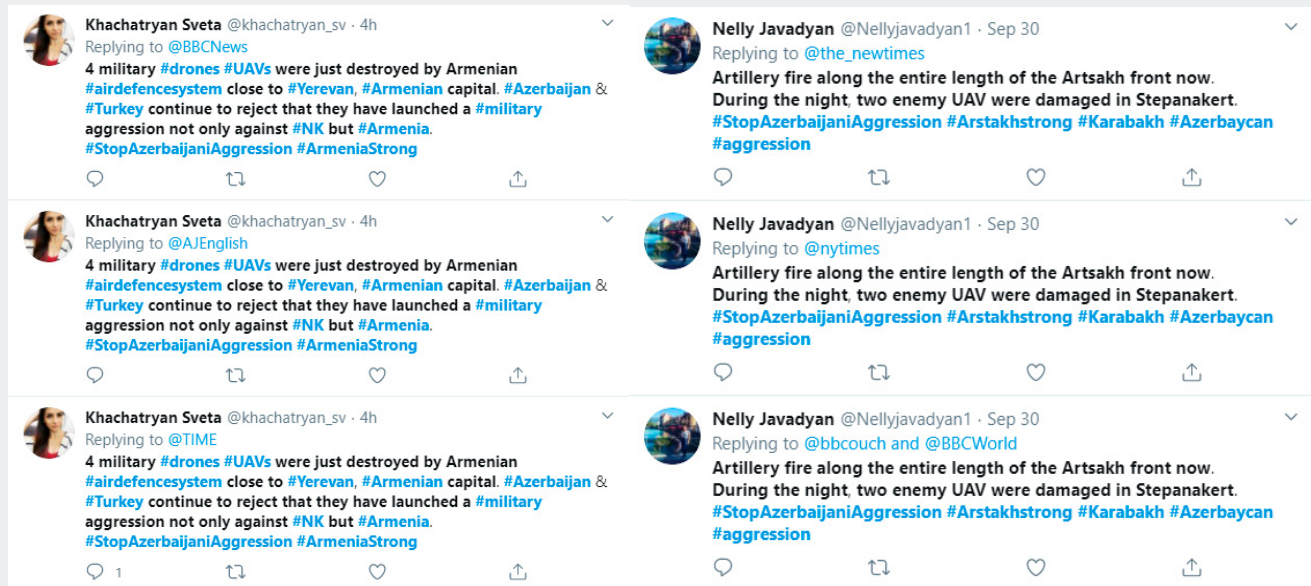 Khachatryan Sveta @khachatryan_sv · 4h
Replying to @BBCNews
4 military #drones #UAVs were just destroyed by Armenian
#airdefencesystem close to #Yerevan, #Armenian capital. #Azerbaijan &
#Turkey continue to reject that they have launched a #military
aggression not only against #NK but #Armenia.
#StopAzerbaijaniAggression #ArmeniaStrong
Khachatryan Sveta @khachatryan_sv · 4h
Replying to @AJEnglish
4 military #drones #UAVs were just destroyed by Armenian
#airdefencesystem close to #Yerevan, #Armenian capital. #Azerbaijan &
#Turkey continue to reject that they have launched a #military
aggression not only against #NK but #Armenia.
#StopAzerbaijaniAggression #ArmeniaStrong
Khachatryan Sveta @khachatryan_sv · 4h
Replying to @TIME
4 military #drones #UAVs were just destroyed by Armenian
#airdefencesystem close to #Yerevan, #Armenian capital. #Azerbaijan &
#Turkey continue to reject that they have launched a #military
aggression not only against #NK but #Armenia.
#StopAzerbaijaniAggression #ArmeniaStrong
1
Nelly Javadyan @Nellyjavadyan1 · Sep 30
Replying to @the_newtimes
Artillery fire along the entire length of the Artsakh front now.
During the night, two enemy UAV were damaged in Stepanakert.
#StopAzerbaijaniAggression #Arstakhstrong #Karabakh #Azerbaycan
#aggression
Nelly Javadyan @Nellyjavadyan1 · Sep 30
Replying to @nytimes
Artillery fire along the entire length of the Artsakh front now.
During the night, two enemy UAV were damaged in Stepanakert.
#StopAzerbaijaniAggression #Arstakhstrong #Karabakh #Azerbaycan
#aggression
Nelly Javadyan @Nellyjavadyan1 · Sep 30
Replying to @bbcouch and @BBCWorld
Artillery fire along the entire length of the Artsakh front now.
During the night, two enemy UAV were damaged in Stepanakert.
#StopAzerbaijaniAggression #Arstakhstrong #Karabakh #Azerbaycan
#aggression